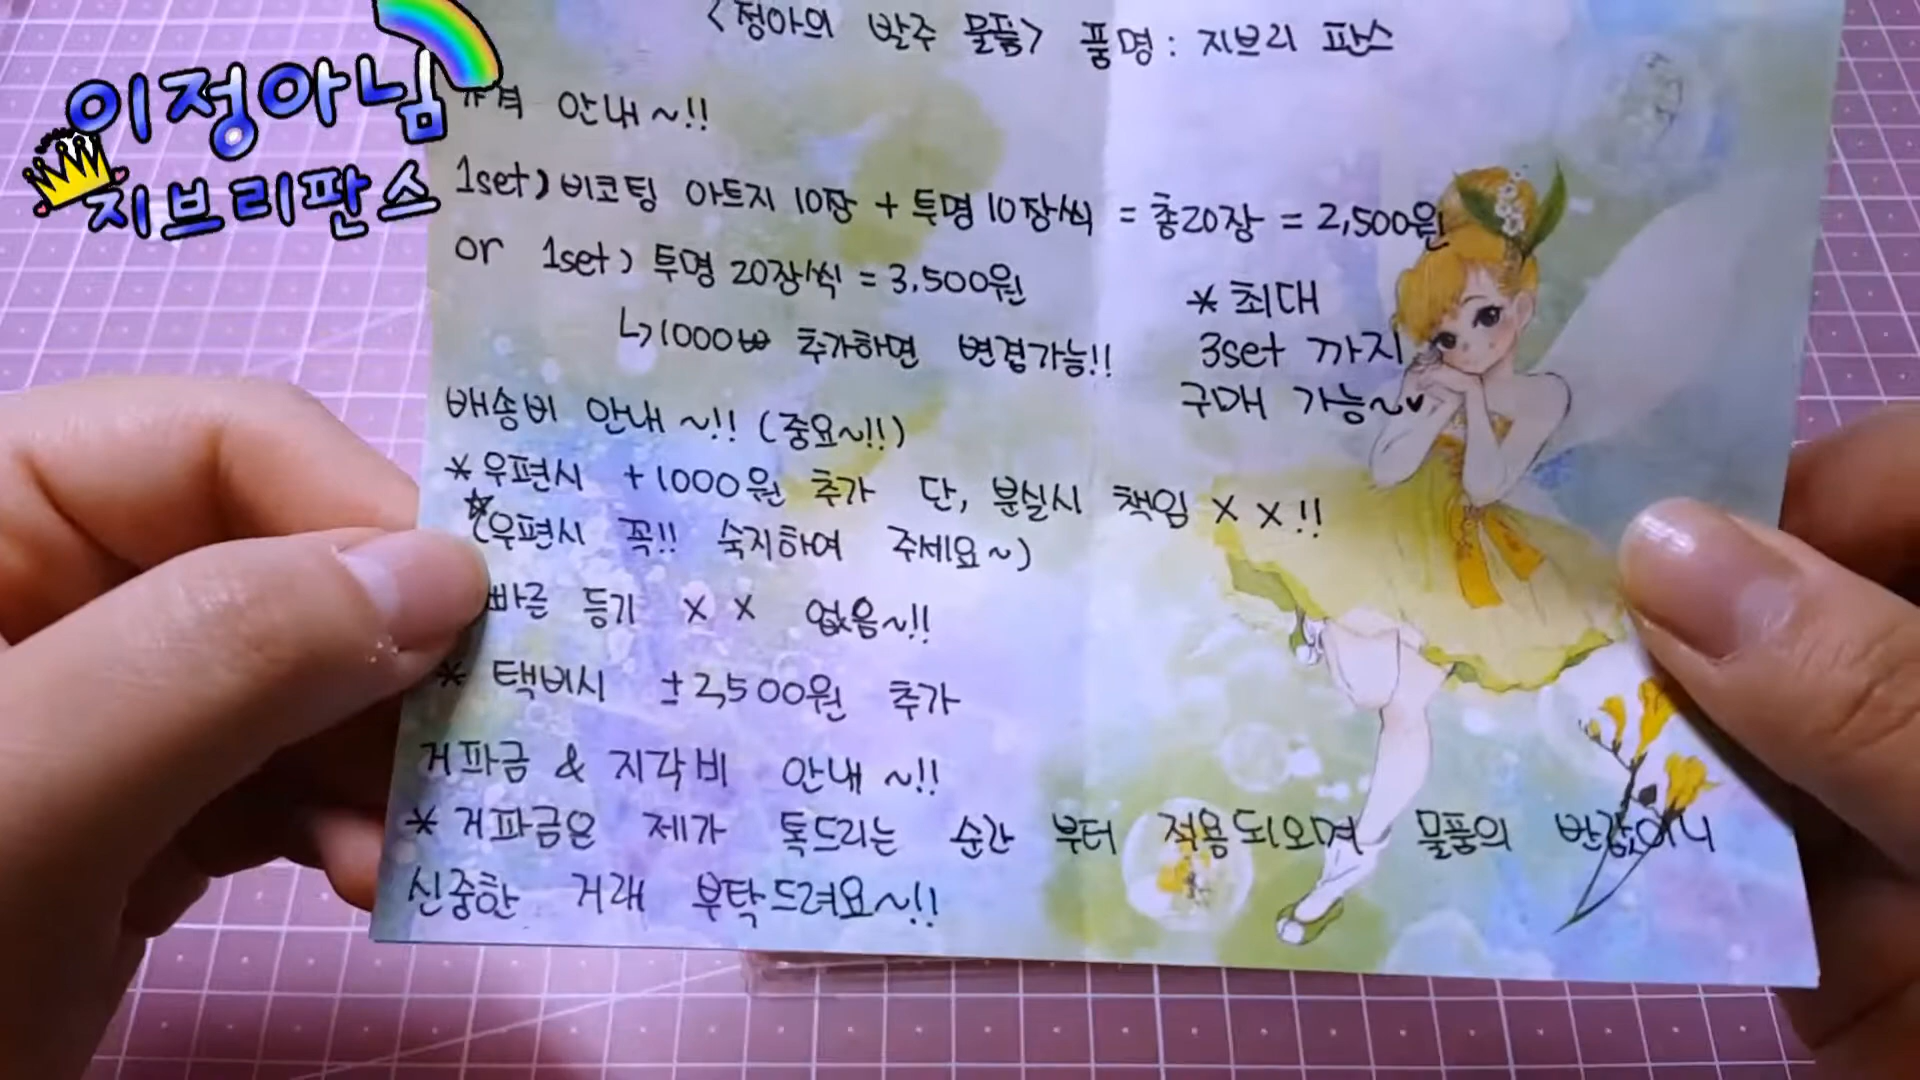 이정아님
지브리판스
<정아의 발주 물품> 품명 : 지브리 판스
가격 안내~!!
1set) 비코팅 아트지 10장 + 투명 10장씩 = 총20장 = 2,500원
or 1set) 투명 20장씩 = 3,500원
↳1000₩ 추가하면 변경가능!!
* 최대
3set 까지
구매 가능~♥
배송비 안내 ~!! (중요~!!)
* 우편시 +1000원 추가 단, 분실시 책임 X X !!
☆(우편시 꼭!! 숙지하여 주세요~)
빠른 등기 X X 없음~!!
* 택비시 ±2,500원 추가
거파금 & 지각비 안내 ~!!
* 거파금은 제가 톡드리는 순간 부터 적용되오며 물품의 반값이니
신중한 거래 부탁드려요~!!